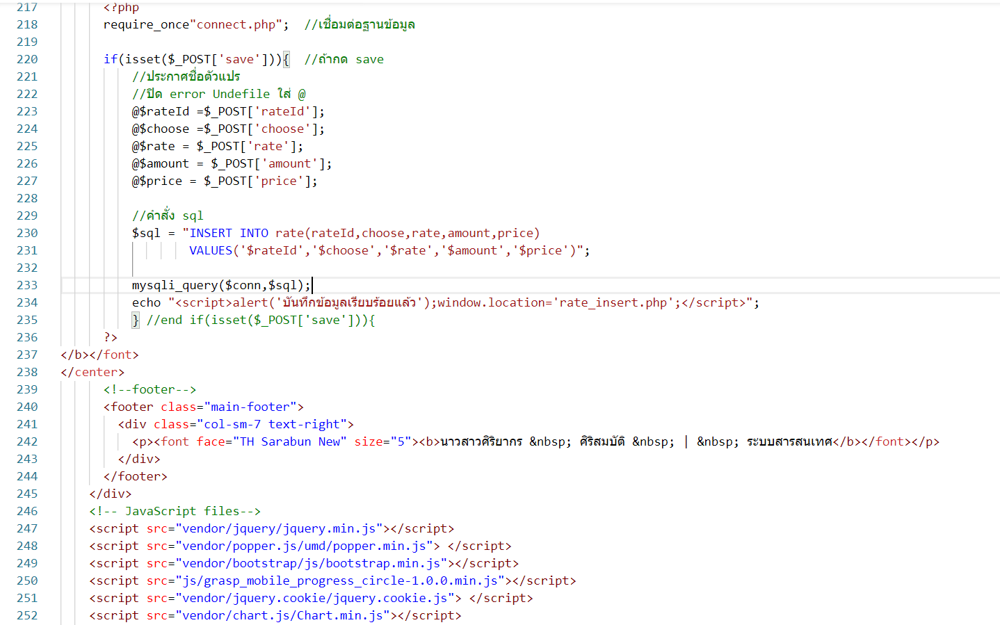 217 <?php
218 require_once"connect.php"; //เชื่อมต่อฐานข้อมูล
219
220 if(isset($_POST['save'])){ //ถ้ากด save
221 //ประกาศชื่อตัวแปร
222 //ปิด error Undefile ใส่ @
223 @$rateId =$_POST['rateId'];
224 @$choose =$_POST['choose'];
225 @$rate = $_POST['rate'];
226 @$amount = $_POST['amount'];
227 @$price = $_POST['price'];
228
229 //คำสั่ง sql
230 $sql = "INSERT INTO rate(rateId,choose,rate,amount,price)
231 VALUES('$rateId','$choose','$rate','$amount','$price')";
232
233 mysqli_query($conn,$sql);
234 echo "<script>alert('บันทึกข้อมูลเรียบร้อยแล้ว');window.location='rate_insert.php';</script>";
235 } //end if(isset($_POST['save'])){
236 ?>
237 </b></font>
238 </center>
239 <!--footer-->
240 <footer class="main-footer">
241 <div class="col-sm-7 text-right">
242 <p><font face="TH Sarabun New" size="5"><b>นาวสาวศิริยากร &nbsp; ศิริสมบัติ &nbsp; | &nbsp; ระบบสารสนเทศ</b></font></p>
243 </div>
244 </footer>
245 </div>
246 <!-- JavaScript files-->
247 <script src="vendor/jquery/jquery.min.js"></script>
248 <script src="vendor/popper.js/umd/popper.min.js"> </script>
249 <script src="vendor/bootstrap/js/bootstrap.min.js"></script>
250 <script src="js/grasp_mobile_progress_circle-1.0.0.min.js"></script>
251 <script src="vendor/jquery.cookie/jquery.cookie.js"> </script>
252 <script src="vendor/chart.js/Chart.min.js"></script>